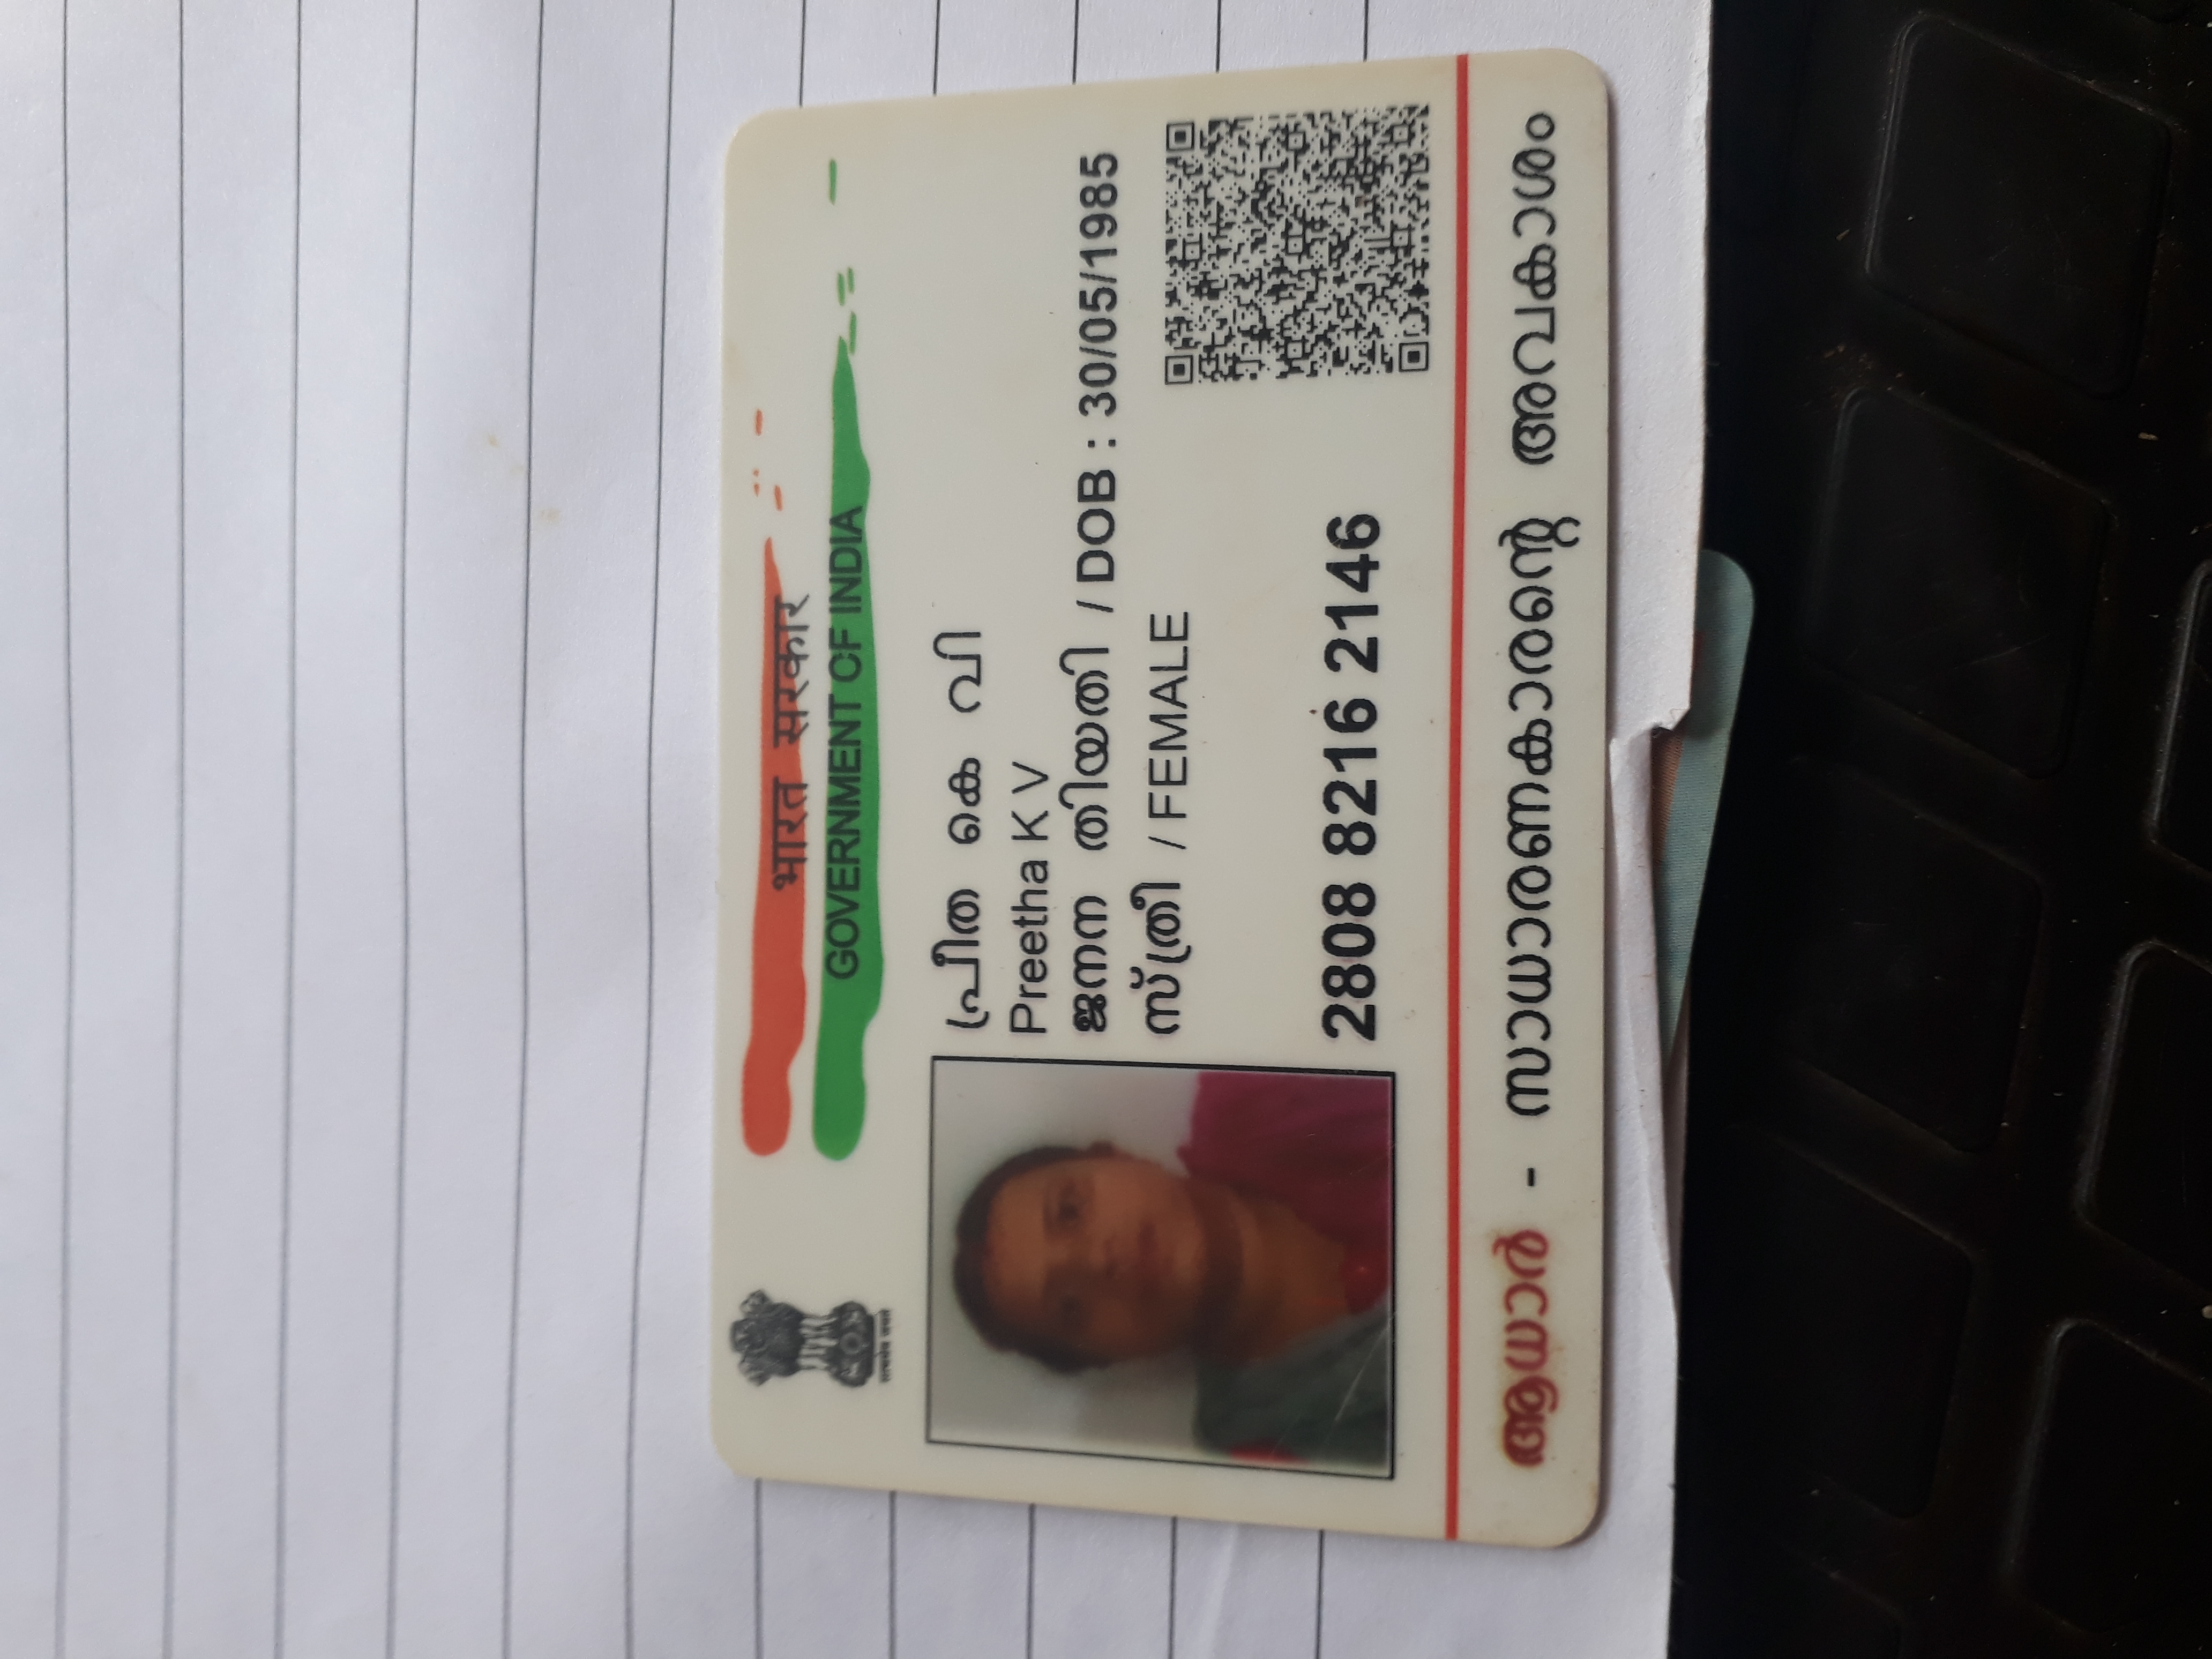 सत्यमेव जयते
भारत सरकार
GOVERNMENT OF INDIA
പ്രീത കെ വി
Preetha K V
ജനന തിയതി / DOB : 30/05/1985
സ്ത്രീ / FEMALE
2808 8216 2146
ആധാർ - സാധാരണകാരന്റെ അവകാശം